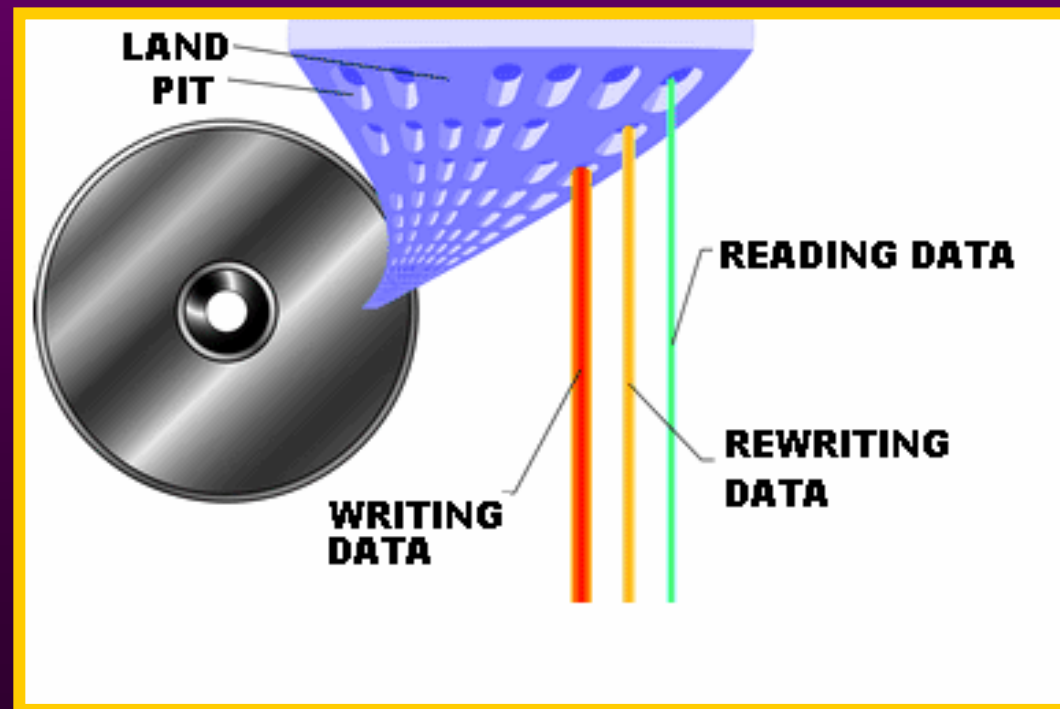 LAND
PIT
READING DATA
REWRITING
DATA
WRITING
DATA